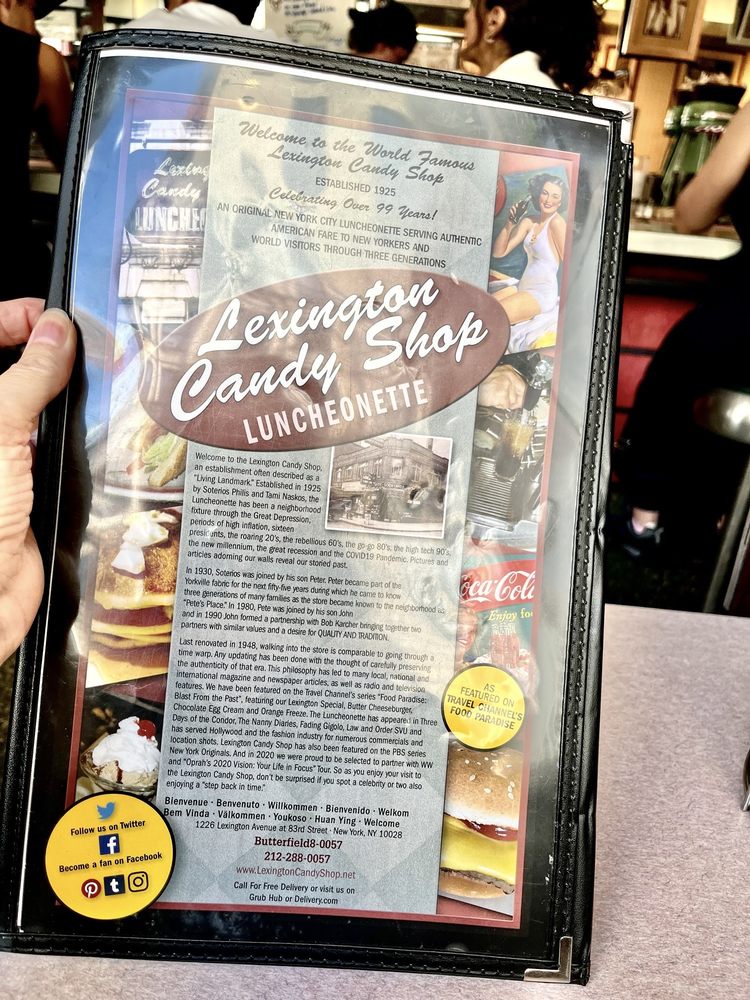 Welcome to the World Famous
Lexington Candy Shop
ESTABLISHED 1925
Celebrating Over 99 Years!
AN ORIGINAL NEW YORK CITY LUNCHEONETTE SERVING AUTHENTIC
AMERICAN FARE TO NEW YORKERS AND
WORLD VISITORS THROUGH THREE GENERATIONS
Lexing
Candy
LUNCHEO
Lexington
Candy Shop
LUNCHEONETTE
Welcome to the Lexington Candy Shop,
an establishment often described as a
"Living Landmark." Established in 1925
by Soterios Philis and Tami Naskos, the
Luncheonette has been a neighborhood
fixture through the Great Depression,
periods of high inflation, sixteen
presidents, the roaring 20's, the rebellious 60's, the go go 80's, the high tech 90's,
the new millennium, the great recession and the COVID19 Pandemic. Pictures and
articles adorning our walls reveal our storied past.
In 1930, Soterios was joined by his son Peter. Peter became part of the
Yorkville fabric for the next fifty-five years during which he came to know
three generations of many families as the store became known to the neighborhood as
"Pete's Place." In 1980, Pete was joined by his son John
and in 1990 John formed a partnership with Bob Karcher bringing together two
partners with similar values and a desire for QUALITY AND TRADITION.
Last renovated in 1948, walking into the store is comparable to going through a
time warp. Any updating has been done with the thought of carefully preserving
the authenticity of that era. This philosophy has led to many local, national and
international magazine and newspaper articles, as well as radio and television
features. We have been featured on the Travel Channel's series "Food Paradise:
Blast From the Past", featuring our Lexington Special, Butter Cheeseburger,
Chocolate Egg Cream and Orange Freeze. The Luncheonette has appeared in Three
Days of the Condor, The Nanny Diaries, Fading Gigolo, Law and Order SVU and
has served Hollywood and the fashion industry for numerous commercials and
location shots. Lexington Candy Shop has also been featured on the PBS series
New York Originals. And in 2020 we were proud to be selected to partner with WW
and "Oprah's 2020 Vision: Your Life in Focus" Tour. So as you enjoy your visit to
the Lexington Candy Shop, don't be surprised if you spot a celebrity or two also
enjoying a "step back in time."
Bienvenue · Benvenuto · Willkommen · Bienvenido · Welkom
Bem Vinda · Välkommen · Youkoso · Huan Ying · Welcome
1226 Lexington Avenue at 83rd Street · New York, NY 10028
Butterfield8-0057
212-288-0057
www.LexingtonCandyShop.net
Call For Free Delivery or visit us on
Grub Hub or Delivery.com
oca-Cola
Enjoy fo
AS
FEATURED ON
TRAVEL CHANNEL'S
FOOD PARADISE
Follow us on Twitter
f
Become a fan on Facebook
t